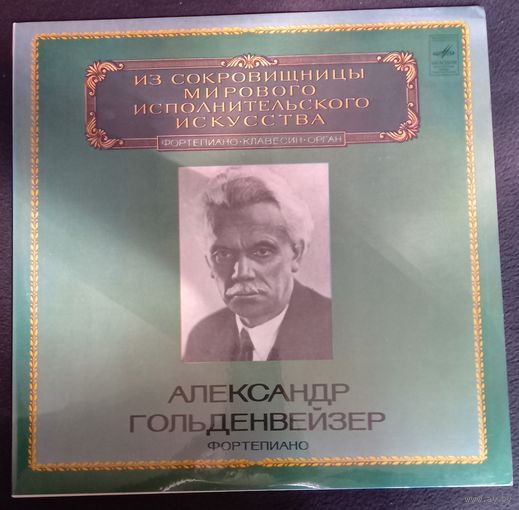 ИЗ СОКРОВИЩНИЦЫ
МИРОВОГО
ИСПОЛНИТЕЛЬСКОГО
ИСКУССТВА
ФОРТЕПИАНО·КЛАВЕСИН·ОРГАН
АЛЕКСАНДР
ГОЛЬДЕНВЕЙЗЕР
ФОРТЕПИАНО